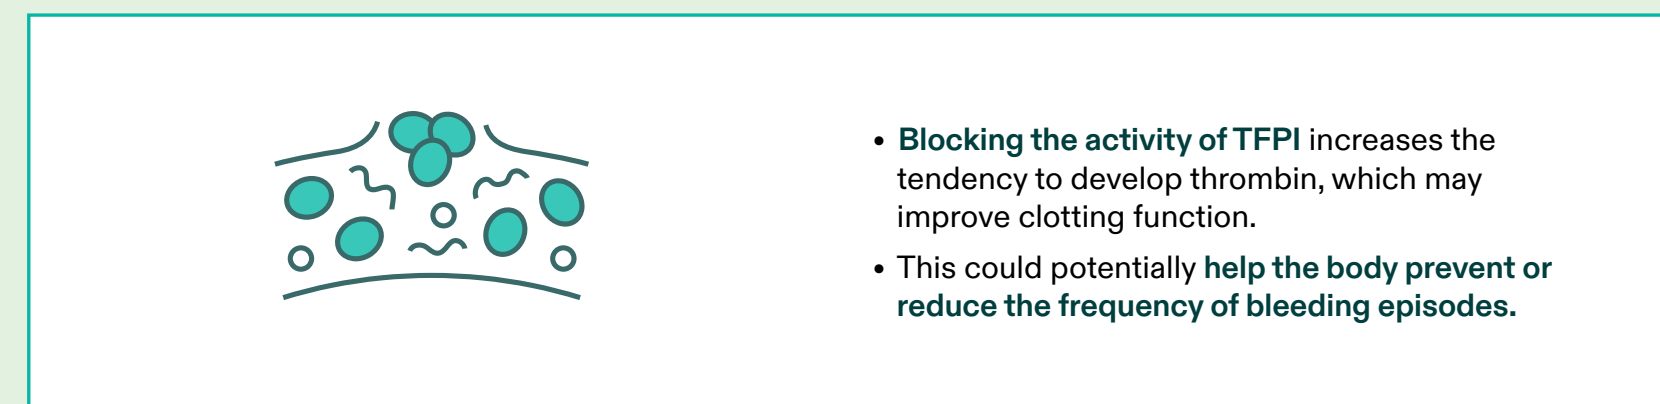 • Blocking the activity of TFPI increases the
tendency to develop thrombin, which may
improve clotting function.
• This could potentially help the body prevent or
reduce the frequency of bleeding episodes.